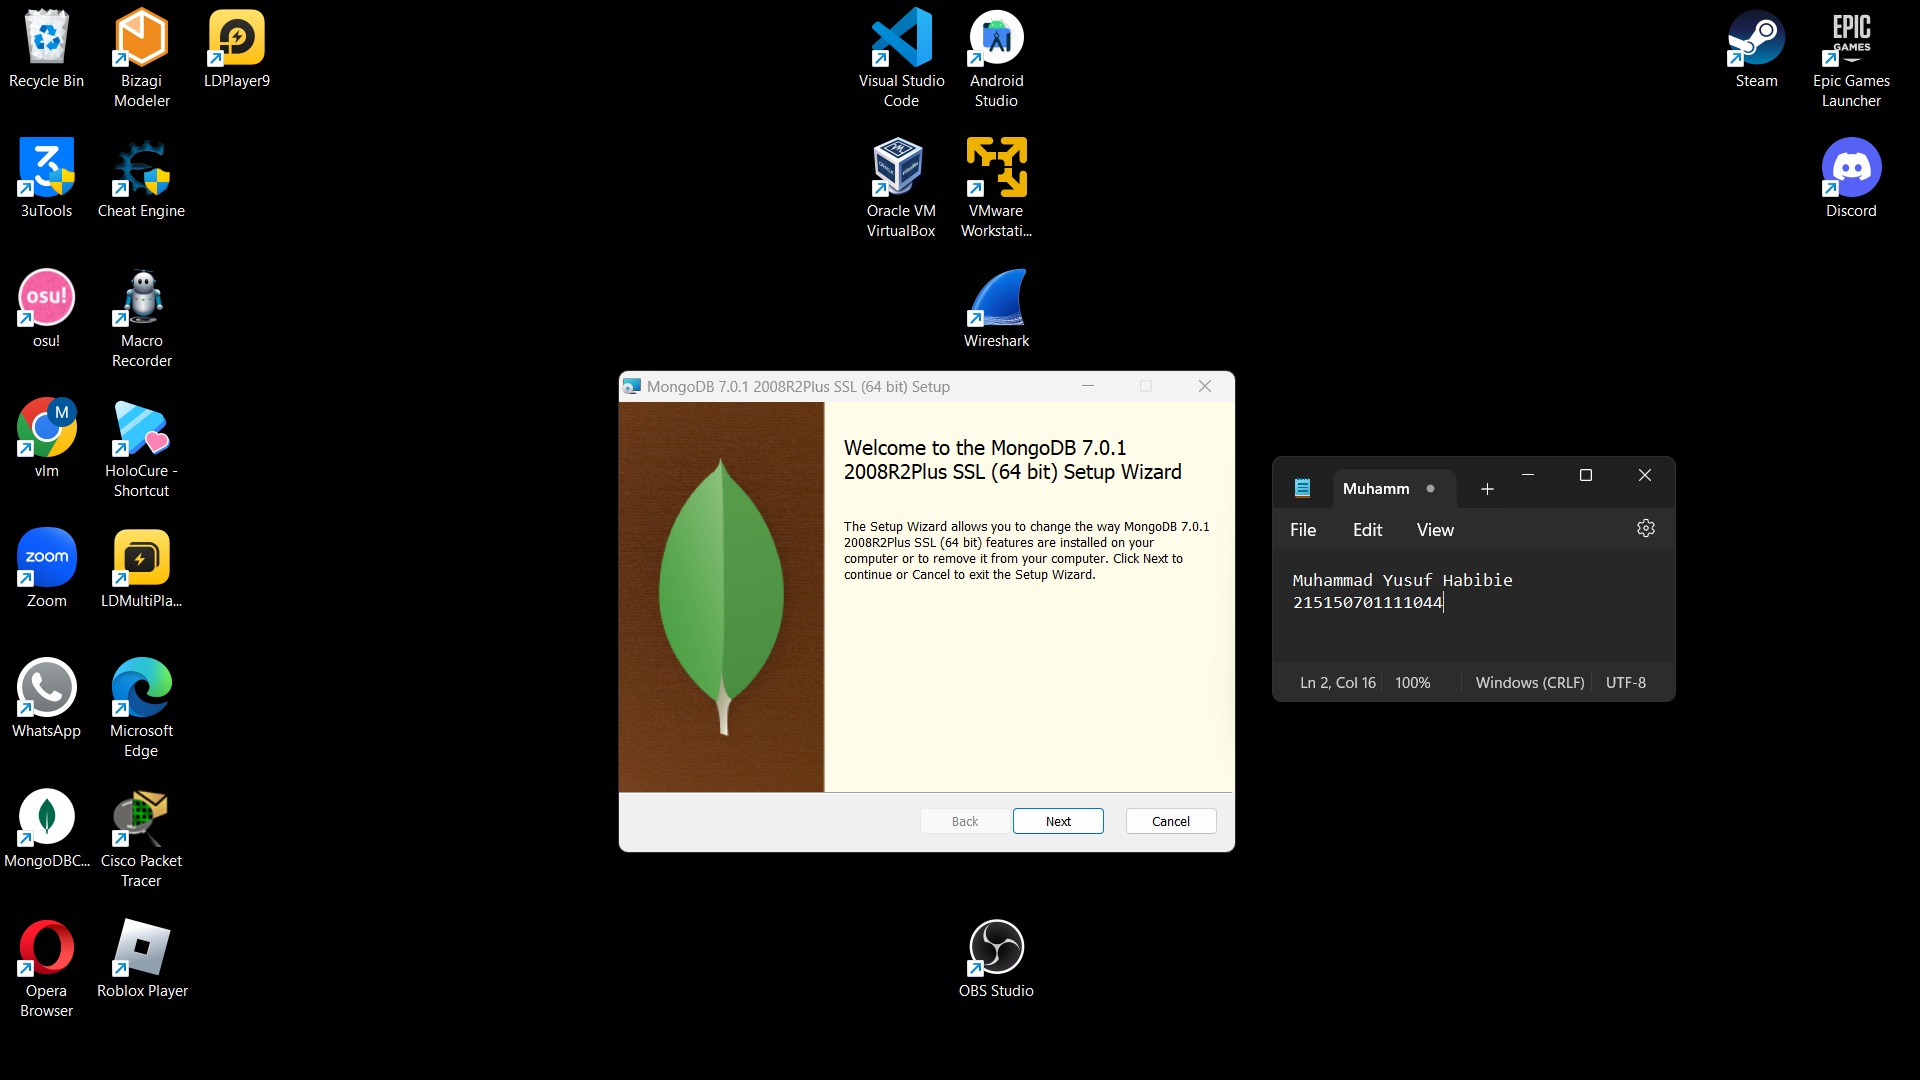 Recycle Bin
Bizagi
Modeler
LDPlayer9
Visual Studio
Code
Android
Studio
Steam
EPIC
GAMES
Epic Games
Launcher
3uTools
Cheat Engine
Oracle VM
VirtualBox
VMware
Workstati...
Discord
osu!
osu!
Macro
Recorder
Wireshark
M
vlm
HoloCure -
Shortcut
zoom
Zoom
LDMultiPla...
WhatsApp
Microsoft
Edge
MongoDBC...
Cisco Packet
Tracer
Opera
Browser
Roblox Player
OBS Studio
MongoDB 7.0.1 2008R2Plus SSL (64 bit) Setup
Welcome to the MongoDB 7.0.1
2008R2Plus SSL (64 bit) Setup Wizard
The Setup Wizard allows you to change the way MongoDB 7.0.1
2008R2Plus SSL (64 bit) features are installed on your
computer or to remove it from your computer. Click Next to
continue or Cancel to exit the Setup Wizard.
Back
Next
Cancel
Muhamm
File
Edit
View
Muhammad Yusuf Habibie
215150701111044
Ln 2, Col 16
100%
Windows (CRLF)
UTF-8